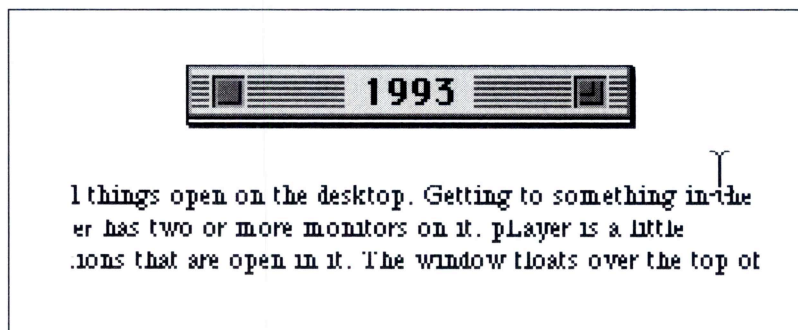 1993
l things open on the desktop. Getting to something in the
er has two or more monitors on it. pLayer is a little
ions that are open in it. The window floats over the top of